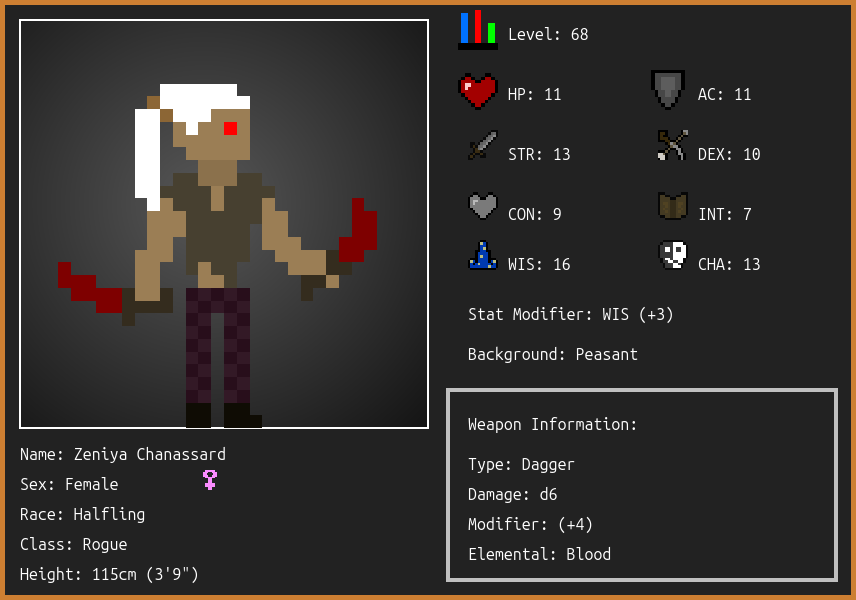 Level: 68
HP: 11
AC: 11
STR: 13
DEX: 10
CON: 9
INT: 7
WIS: 16
CHA: 13
Stat Modifier: WIS (+3)
Background: Peasant
Weapon Information:
Type: Dagger
Damage: d6
Modifier: (+4)
Elemental: Blood
Name: Zeniya Chanassard
Sex: Female
Race: Halfling
Class: Rogue
Height: 115cm (3'9")